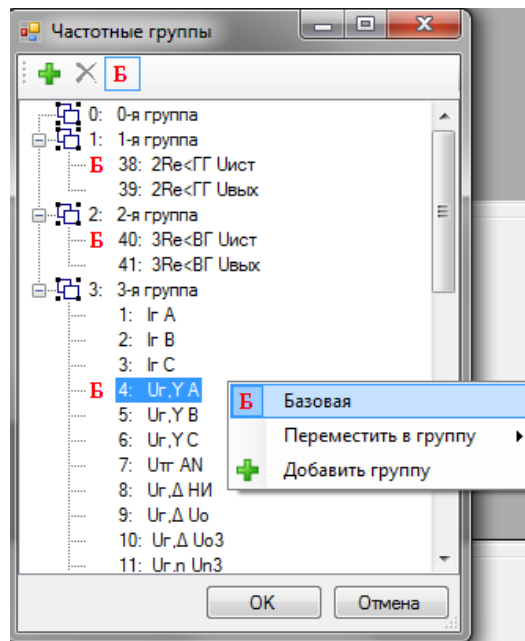 Частотные группы
Б
0: 0-я группа
1: 1-я группа
Б 38: 2Re<ГГ Uист
39: 2Re<ГГ Uвых
2: 2-я группа
Б 40: 3Re<ВГ Uист
41: 3Re<ВГ Uвых
3: 3-я группа
1: Iг A
2: Iг B
3: Iг C
Б 4: Uг,Y A
5: Uг,Y B
6: Uг,Y C
7: Uтг AN
8: Uг,Δ НИ
9: Uг,Δ Uо
10: Uг,Δ Uо3
11: Uг.п Uп3
Б Базовая
Переместить в группу
Добавить группу
OK Отмена